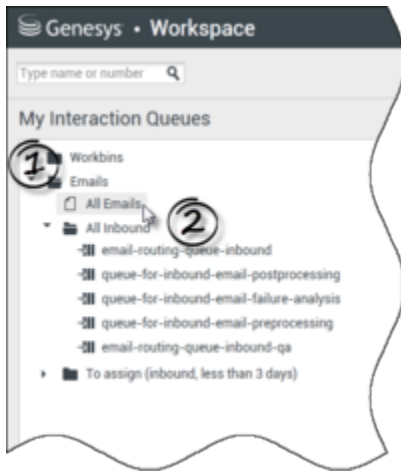 Genesys • Workspace
Type name or number
My Interaction Queues
1
Workbins
Emails
All Emails
2
All Inbound
email-routing-queue-inbound
queue-for-inbound-email-postprocessing
queue-for-inbound-email-failure-analysis
queue-for-inbound-email-preprocessing
email-routing-queue-inbound-qa
To assign (inbound, less than 3 days)